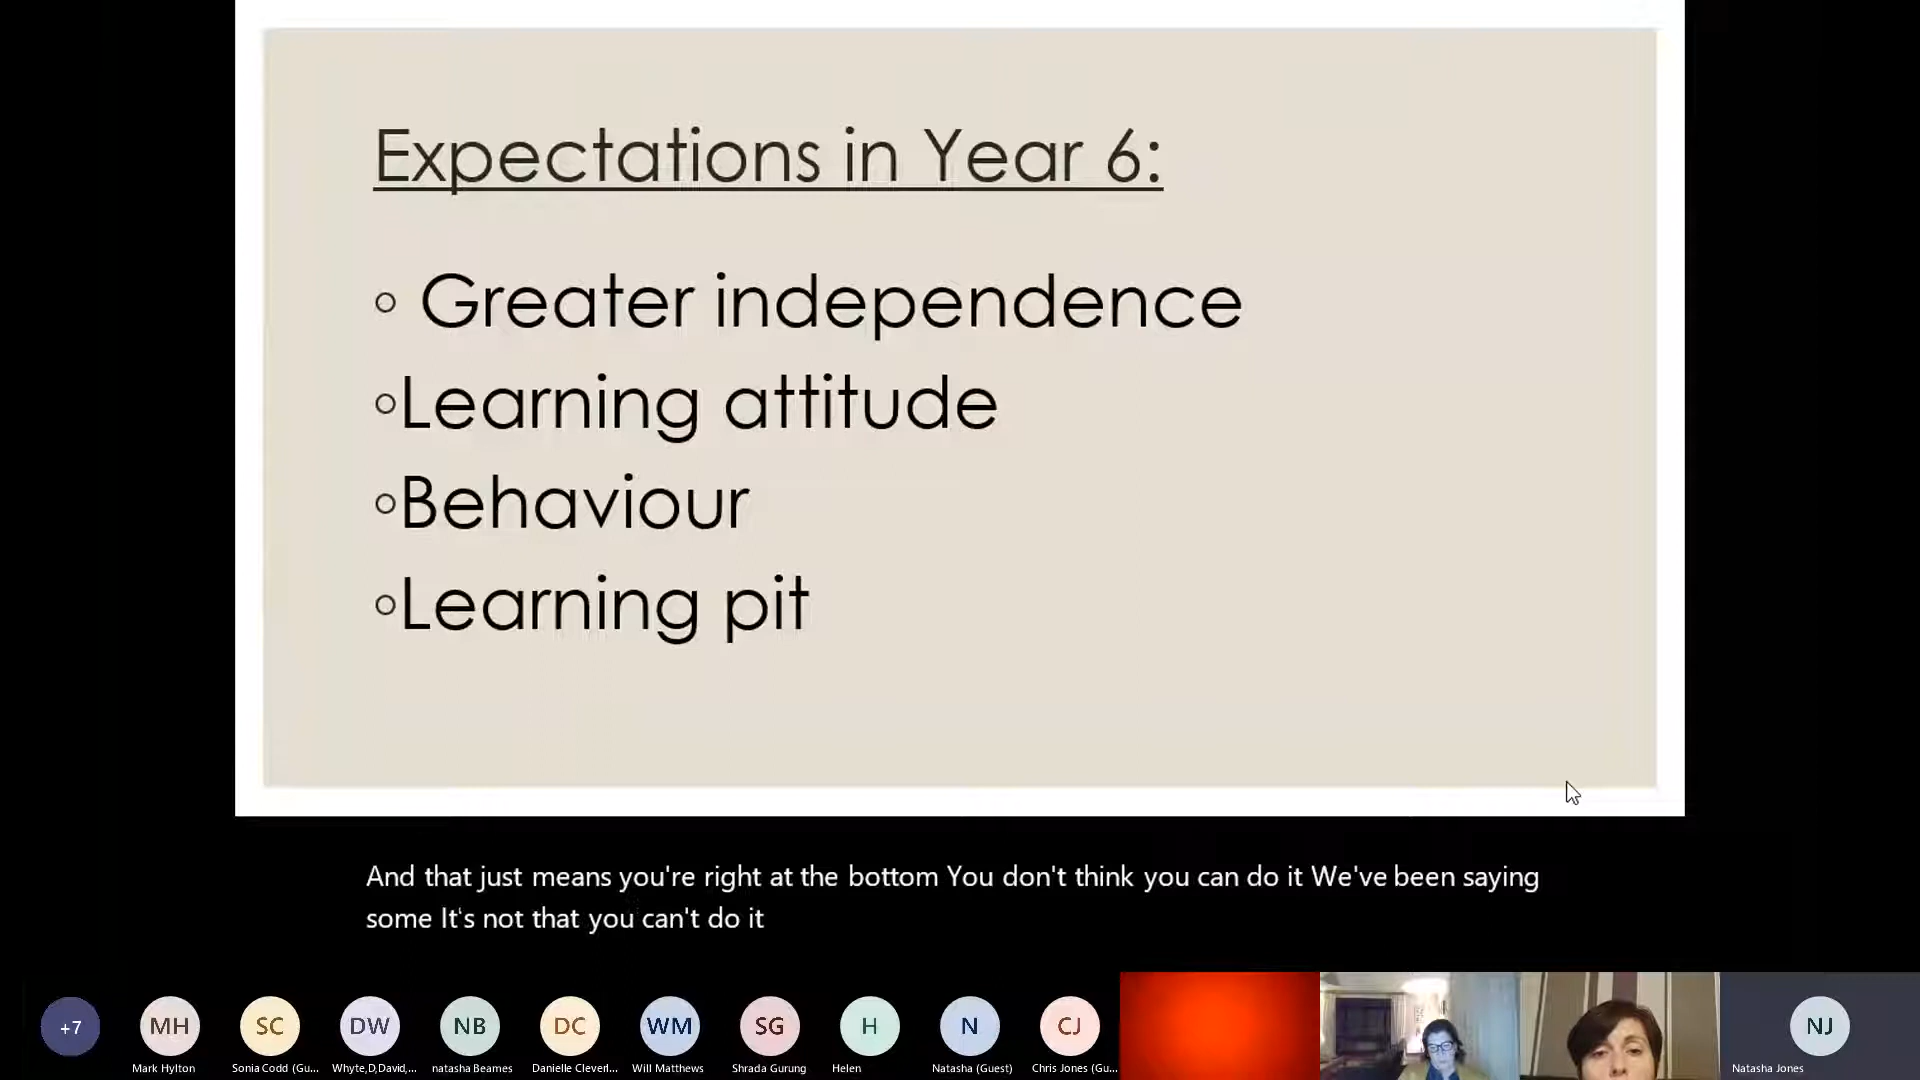 Expectations in Year 6:
◦ Greater independence
◦Learning attitude
◦Behaviour
◦Learning pit
And that just means you're right at the bottom You don't think you can do it We've been saying
some It's not that you can't do it
+7
MH
SC
DW
NB
DC
WM
SG
H
N
CJ
NJ
Mark Hylton
Sonia Codd (Gu...
Whyte,D,David,...
natasha Beames
Danielle Cleverl...
Will Matthews
Shrada Gurung
Helen
Natasha (Guest)
Chris Jones (Gu...
Natasha Jones